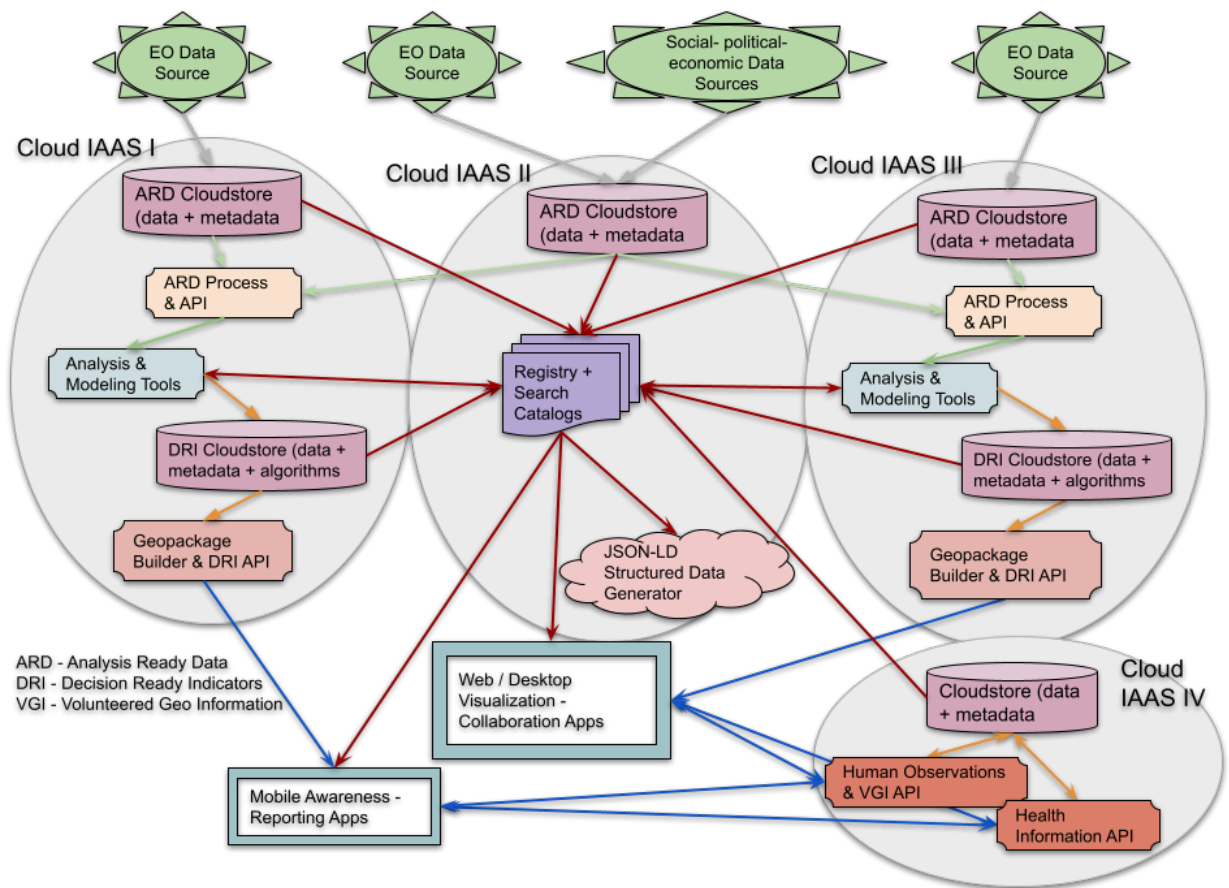 EO Data
Source
EO Data
Source
Social- political-
economic Data
Sources
EO Data
Source
Cloud IAAS I
Cloud IAAS II
Cloud IAAS III
ARD Cloudstore
(data + metadata
ARD Cloudstore
(data + metadata
ARD Cloudstore
(data + metadata
ARD Process
& API
ARD Process
& API
Analysis &
Modeling Tools
Registry +
Search
Catalogs
Analysis &
Modeling Tools
DRI Cloudstore (data +
metadata + algorithms
DRI Cloudstore (data +
metadata + algorithms
Geopackage
Builder & DRI API
JSON-LD
Structured Data
Generator
Geopackage
Builder & DRI API
ARD - Analysis Ready Data
DRI - Decision Ready Indicators
VGI - Volunteered Geo Information
Web / Desktop
Visualization -
Collaboration Apps
Cloud
IAAS IV
Cloudstore (data
+ metadata
Mobile Awareness -
Reporting Apps
Human Observations
& VGI API
Health
Information API